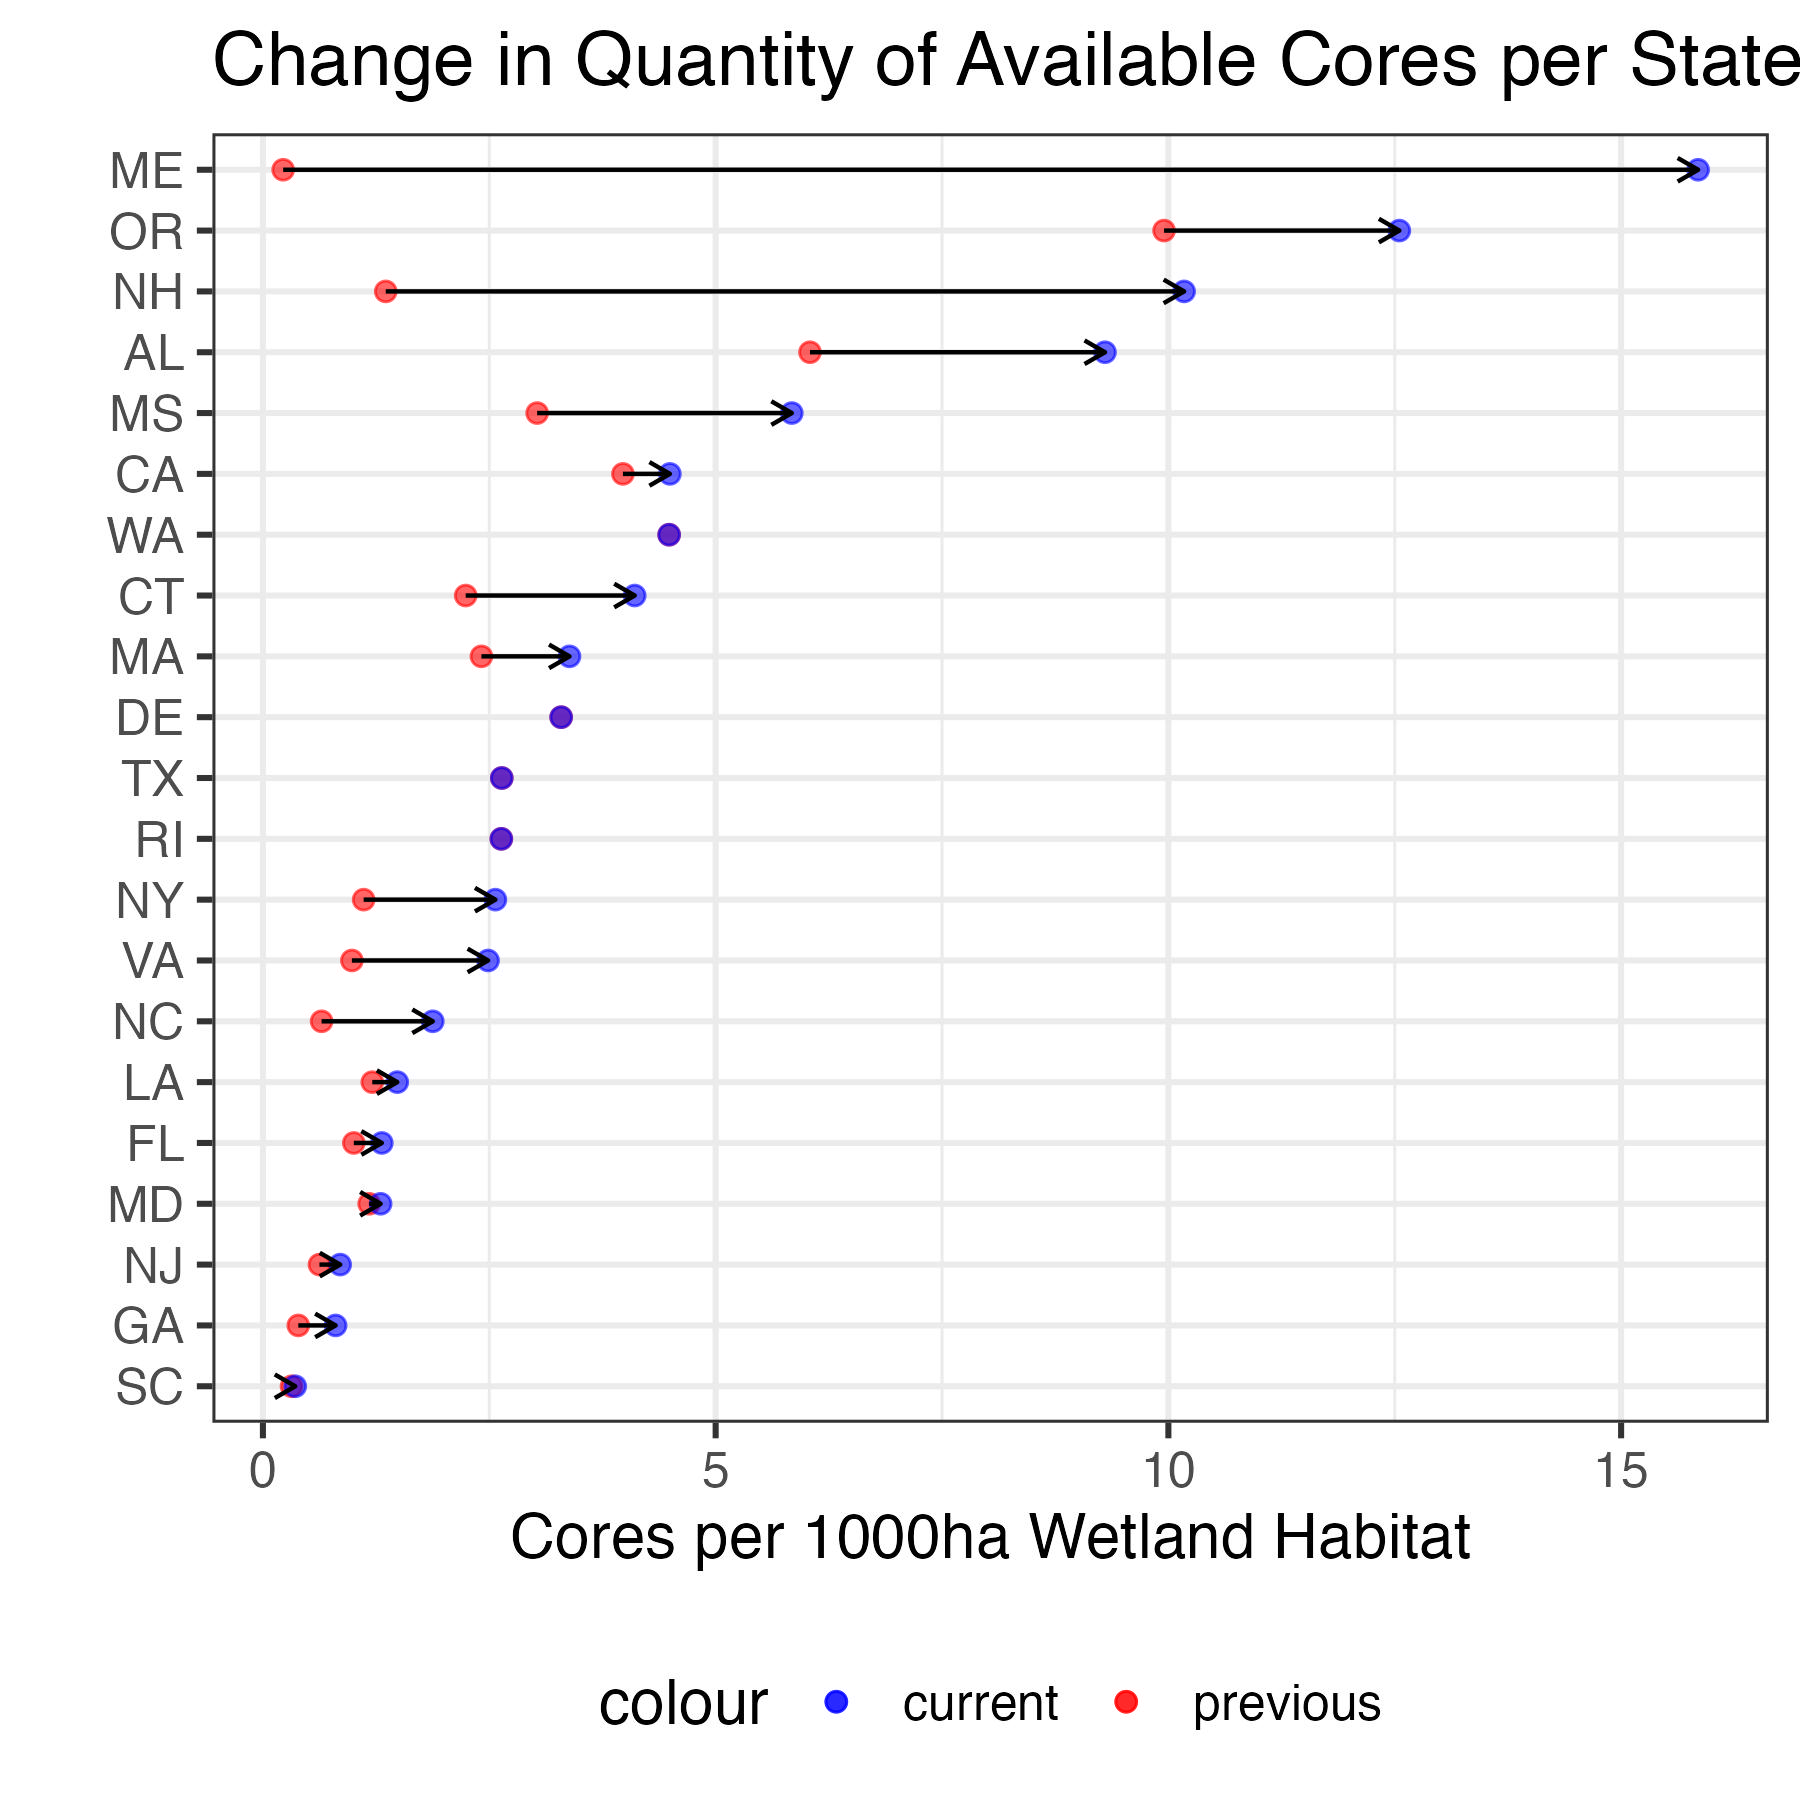 Change in Quantity of Available Cores per State
ME
OR
NH
AL
MS
CA
WA
CT
MA
DE
TX
RI
NY
VA
NC
LA
FL
MD
NJ
GA
SC
0 5 10 15
Cores per 1000ha Wetland Habitat
colour current previous